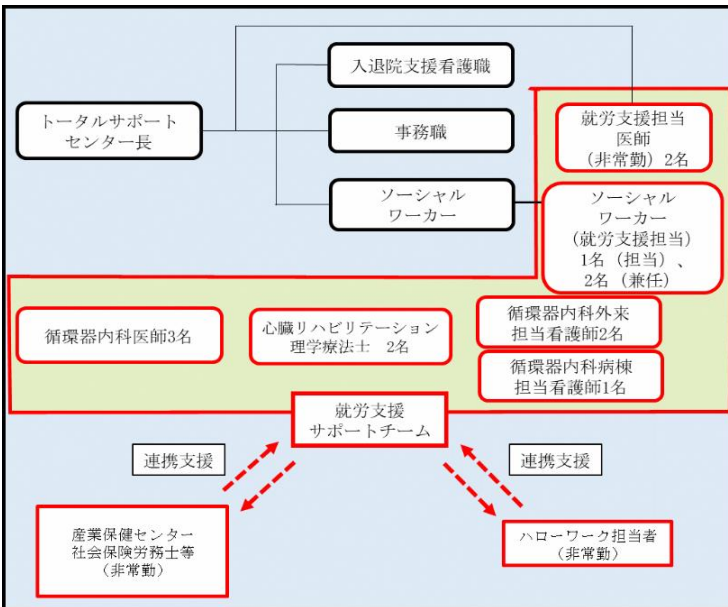 入退院支援看護職
トータルサポート
センター長
事務職
ソーシャル
ワーカー
就労支援担当
医師
(非常勤) 2名
ソーシャル
ワーカー
(就労支援担当)
1名 (担当) 、
2名 (兼任)
循環器内科医師3名
心臓リハビリテーション
理学療法士 2名
循環器内科外来
担当看護師2名
循環器内科病棟
担当看護師1名
就労支援
サポートチーム
連携支援
連携支援
産業保健センター
社会保険労務士等
(非常勤)
ハローワーク担当者
(非常勤)